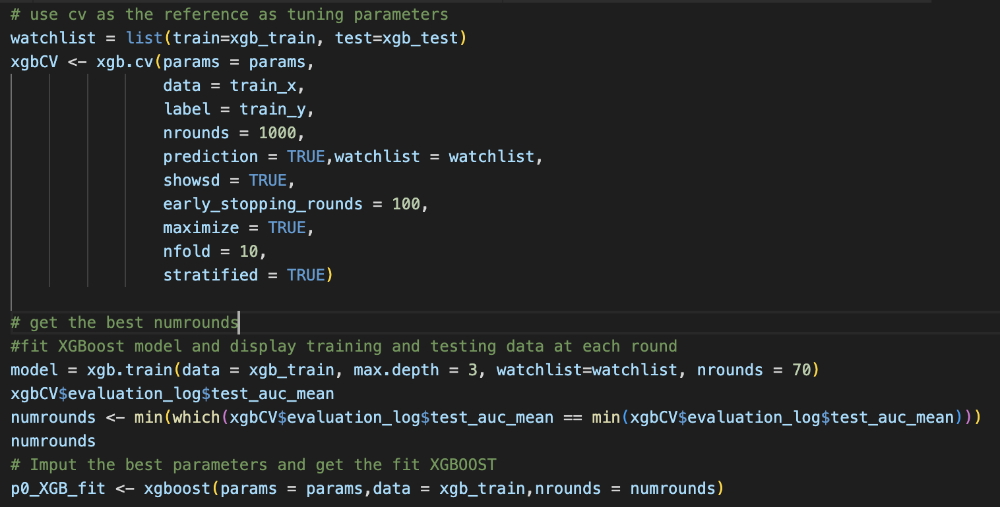 # use cv as the reference as tuning parameters
watchlist = list(train=xgb_train, test=xgb_test)
xgbCV <- xgb.cv(params = params,
                data = train_x,
                label = train_y,
                nrounds = 1000,
                prediction = TRUE,watchlist = watchlist,
                showsd = TRUE,
                early_stopping_rounds = 100,
                maximize = TRUE,
                nfold = 10,
                stratified = TRUE)

# get the best numrounds
#fit XGBoost model and display training and testing data at each round
model = xgb.train(data = xgb_train, max.depth = 3, watchlist=watchlist, nrounds = 70)
xgbCV$evaluation_log$test_auc_mean
numrounds <- min(which(xgbCV$evaluation_log$test_auc_mean == min(xgbCV$evaluation_log$test_auc_mean)))
numrounds
# Imput the best parameters and get the fit XGBOOST
p0_XGB_fit <- xgboost(params = params,data = xgb_train,nrounds = numrounds)